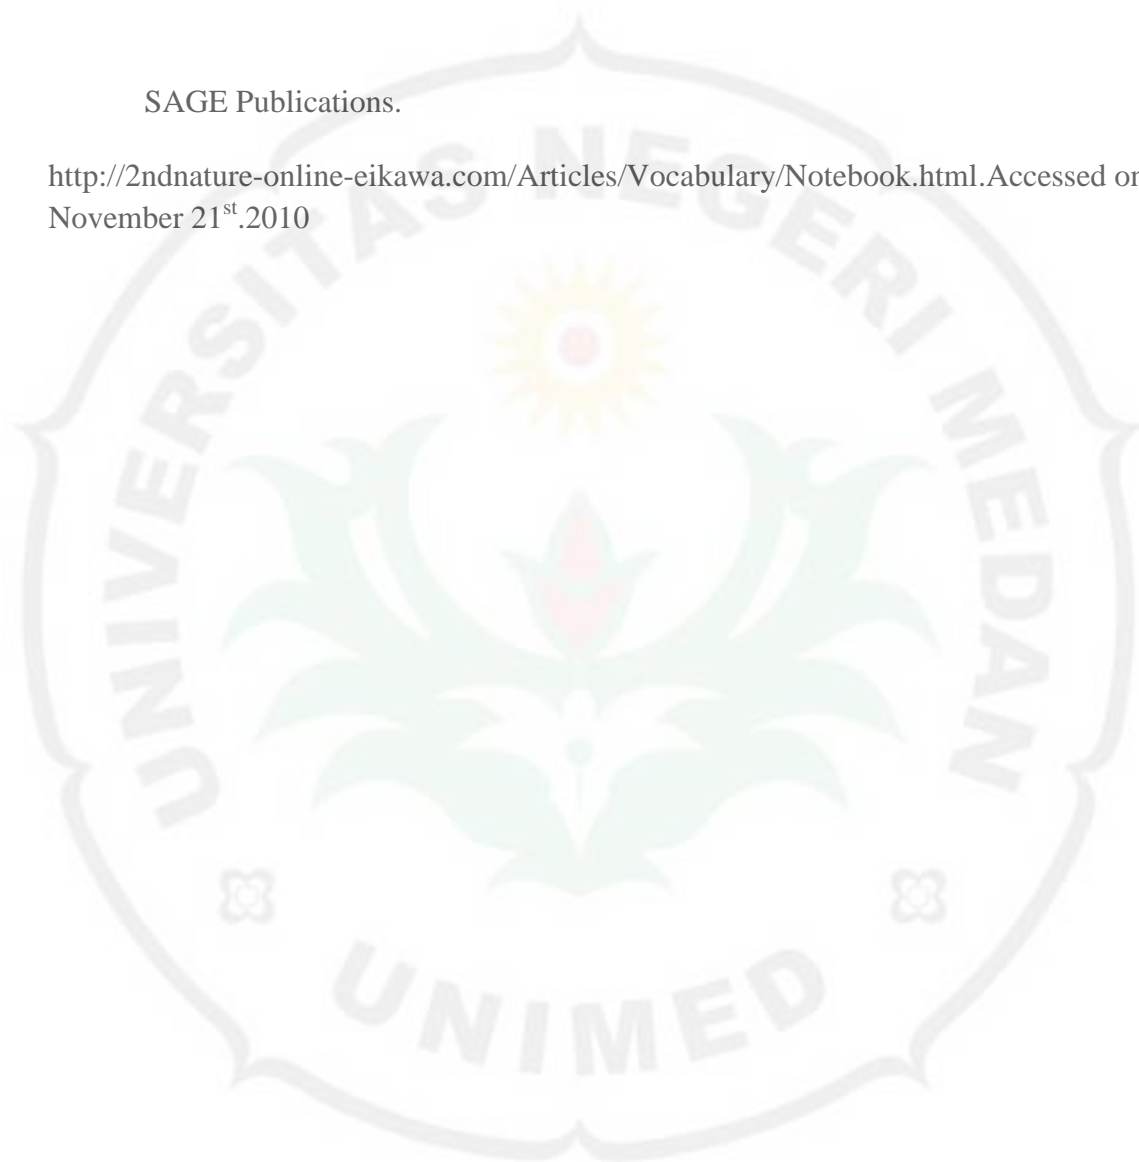 SAGE Publications.
http://2ndnature-online-eikawa.com/Articles/Vocabulary/Notebook.html.Accessed on
November 21st.2010
UNIVERSITAS NEGERI MEDAN
UNIMED